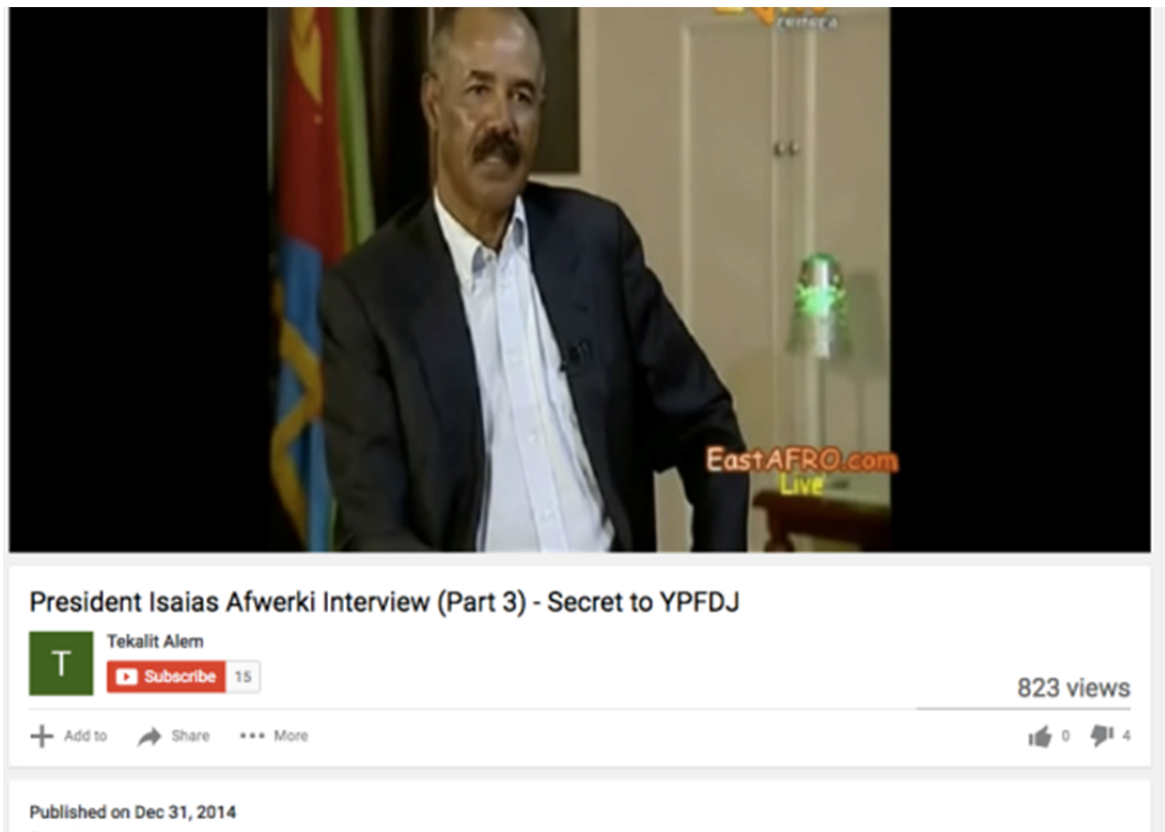 ERITREA
EastAFRO.com
Live
President Isaias Afwerki Interview (Part 3) - Secret to YPFDJ
T
Tekalit Alem
Subscribe 15
823 views
+ Add to Share ••• More 0 4
Published on Dec 31, 2014